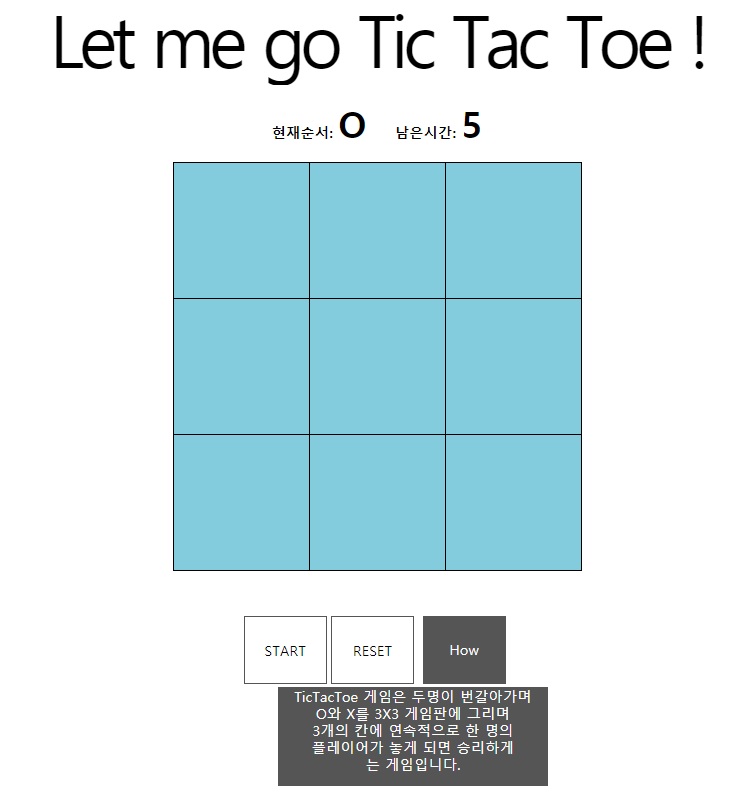 Let me go Tic Tac Toe !
현재순서: O 남은시간: 5
START RESET How
TicTacToe 게임은 두명이 번갈아가며
O와 X를 3X3 게임판에 그리며
3개의 칸에 연속적으로 한 명의
플레이어가 놓게 되면 승리하게
는 게임입니다.